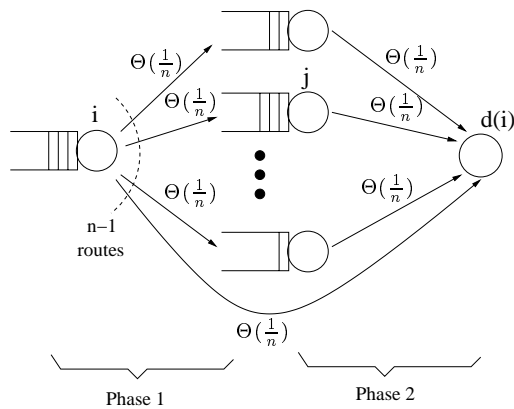 Θ(1/n)
Θ(1/n)
i
Θ(1/n)
j
Θ(1/n)
d(i)
Θ(1/n)
Θ(1/n)
n−1
routes
Θ(1/n)
Phase 1
Phase 2